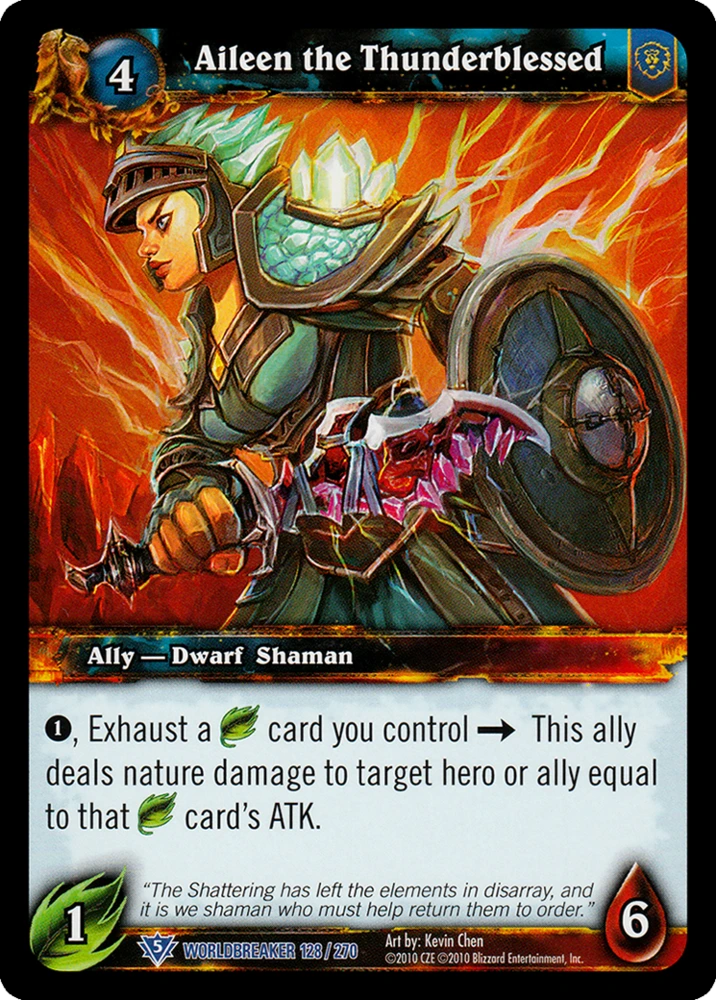 4
Aileen the Thunderblessed
Ally — Dwarf Shaman
1, Exhaust a card you control → This ally
deals nature damage to target hero or ally equal
to that card's ATK.
"The Shattering has left the elements in disarray, and
it is we shaman who must help return them to order."
1
5 WORLDBREAKER 128 / 270
Art by: Kevin Chen
©2010 CZE ©2010 Blizzard Entertainment, Inc.
6